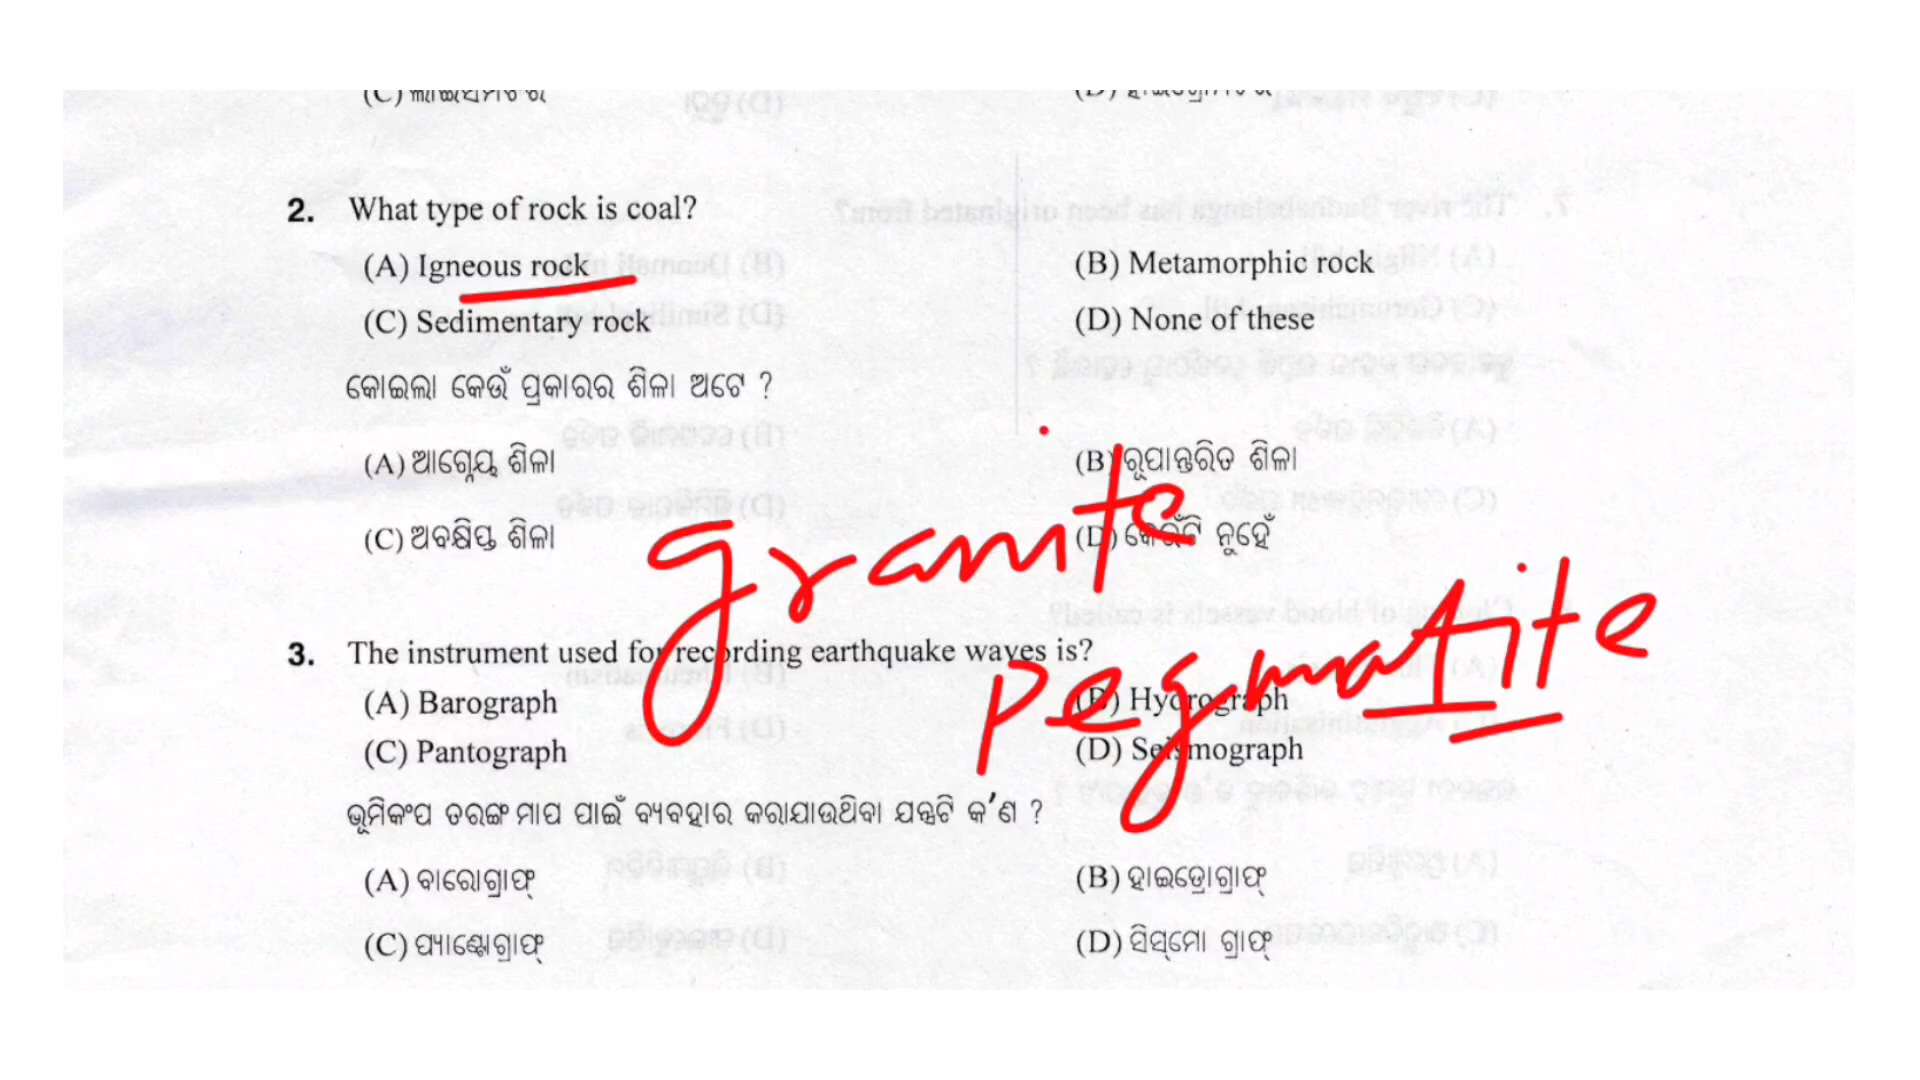 2. What type of rock is coal?
(A) Igneous rock
(B) Metamorphic rock
(C) Sedimentary rock
(D) None of these
କୋଇଲା କେଉଁ ପ୍ରକାରର ଶିଳା ଅଟେ ?
(A) ଆଗ୍ନେୟ ଶିଳା
(B) ରୂପାନ୍ତରିତ ଶିଳା
(C) ଅବକ୍ଷିପ୍ତ ଶିଳା
(D) କେଉଁଟି ନୁହେଁ
granite
pegmatite
3. The instrument used for recording earthquake waves is?
(A) Barograph
(B) Hydrograph
(C) Pantograph
(D) Seismograph
ଭୂମିକଂପ ତରଙ୍ଗ ମାପ ପାଇଁ ବ୍ୟବହାର କରାଯାଉଥିବା ଯନ୍ତ୍ରଟି କ'ଣ ?
(A) ବାରୋଗ୍ରାଫ୍
(B) ହାଇଡ୍ରୋଗ୍ରାଫ୍
(C) ପ୍ୟାଣ୍ଟୋଗ୍ରାଫ୍
(D) ସିସ୍‌ମୋ ଗ୍ରାଫ୍